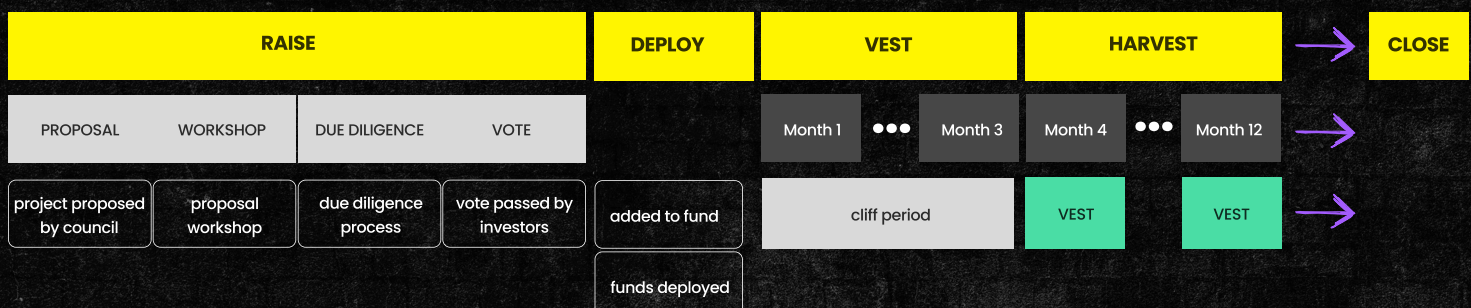 RAISE
DEPLOY
VEST
HARVEST
CLOSE
PROPOSAL
WORKSHOP
DUE DILIGENCE
VOTE
Month 1
Month 3
Month 4
Month 12
project proposed
by council
proposal
workshop
due diligence
process
vote passed by
investors
added to fund
cliff period
VEST
VEST
funds deployed